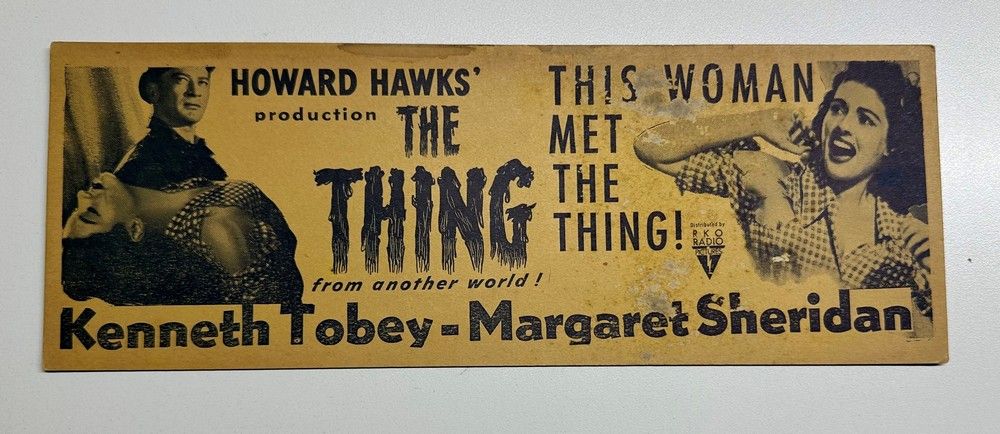 HOWARD HAWKS'
production
THE
THING
from another world!
THIS WOMAN
MET
THE
THING!
Distributed by
RKO
RADIO
Kenneth Tobey - Margaret Sheridan